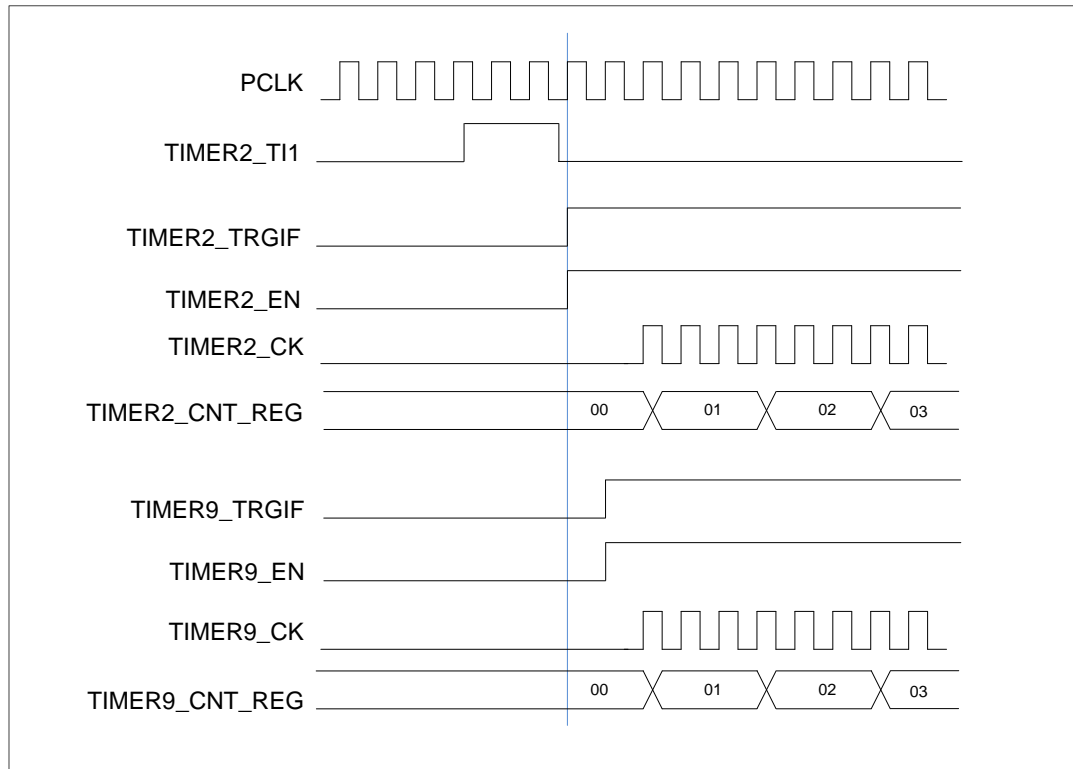 PCLK
TIMER2_TI1
TIMER2_TRGIF
TIMER2_EN
TIMER2_CK
TIMER2_CNT_REG
00 01 02 03
TIMER9_TRGIF
TIMER9_EN
TIMER9_CK
TIMER9_CNT_REG
00 01 02 03